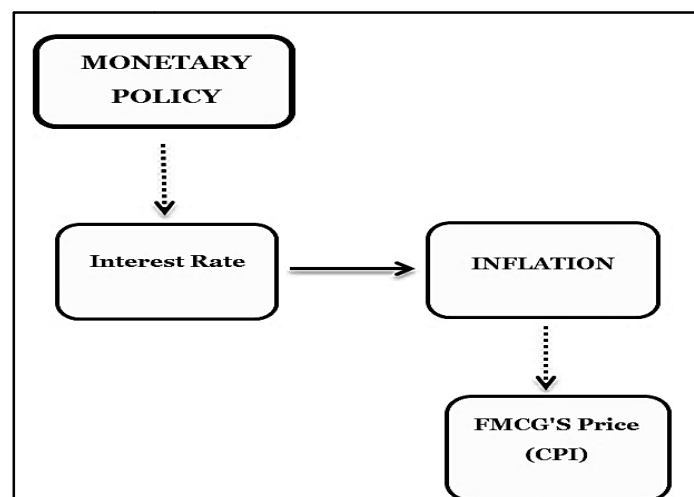 MONETARY
POLICY
Interest Rate
INFLATION
FMCG'S Price
(CPI)